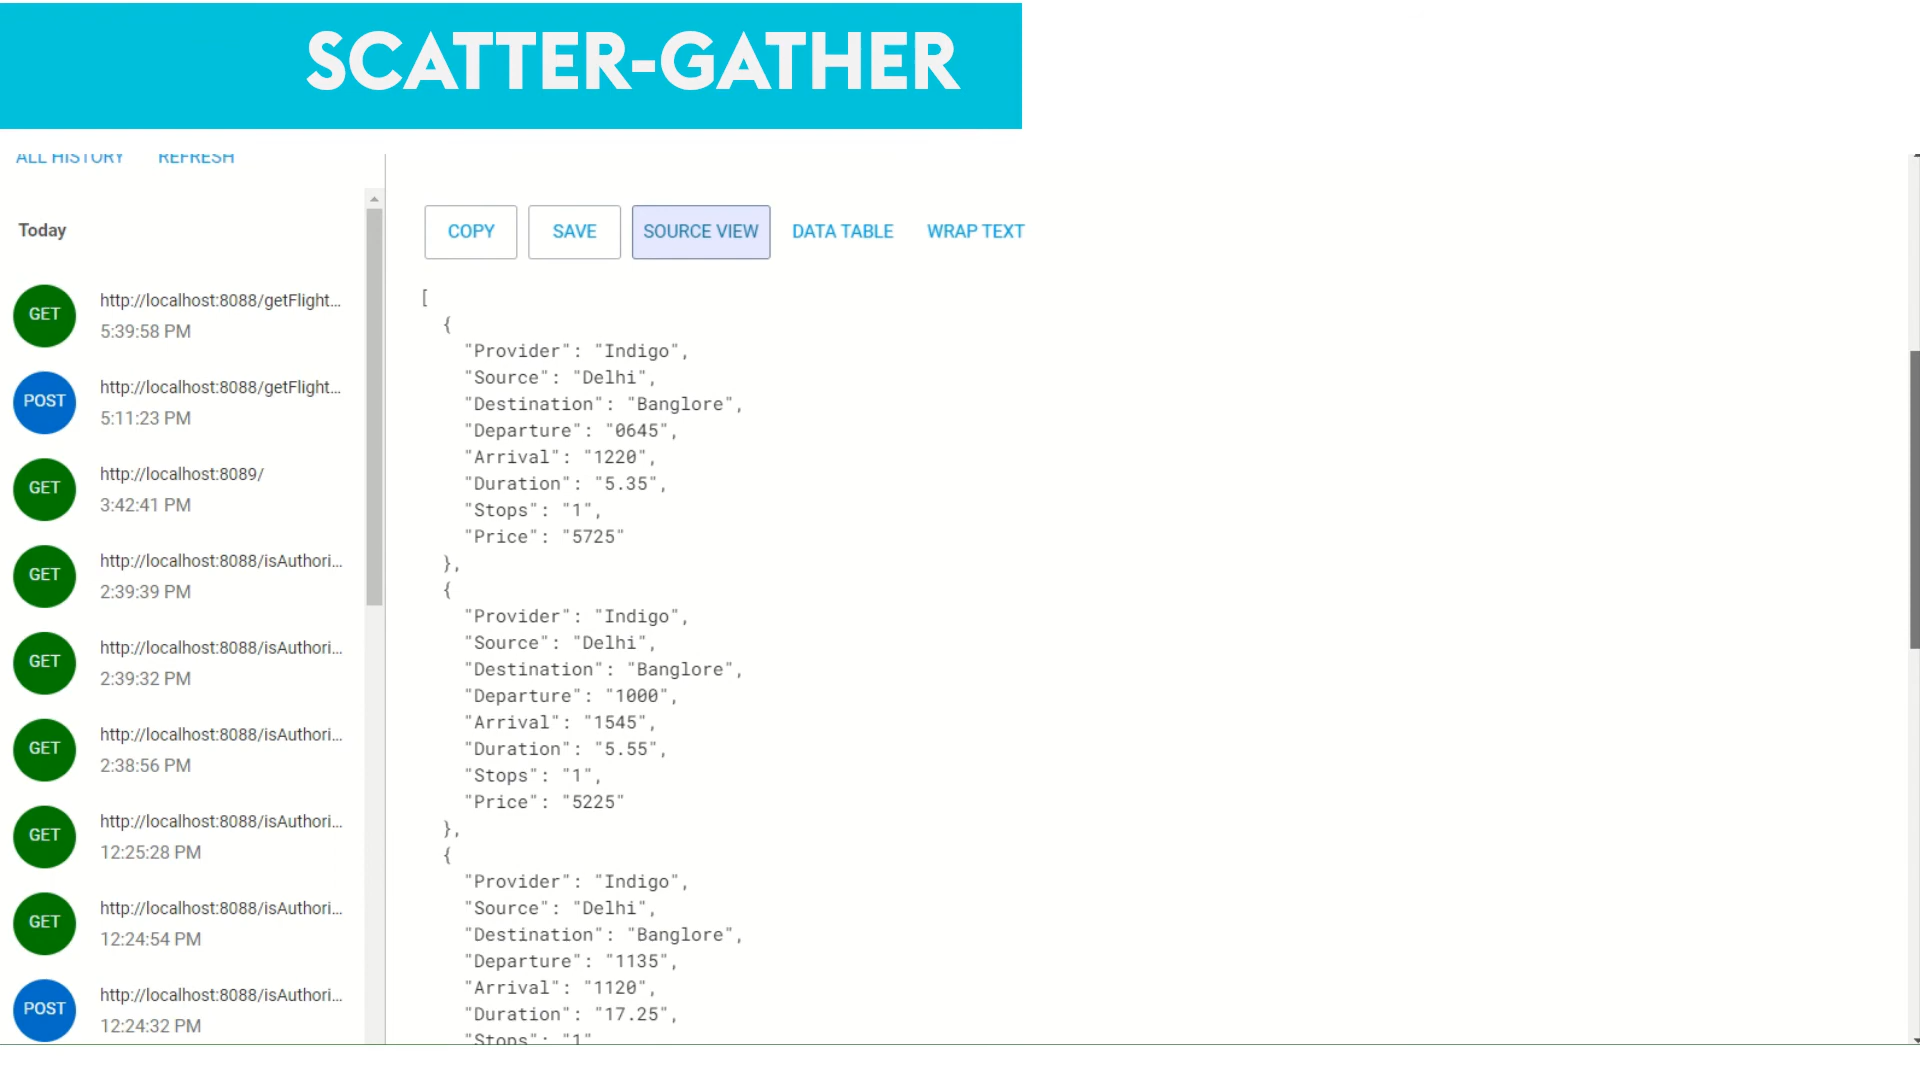 SCATTER-GATHER
ALL HISTORY REFRESH
Today
GET http://localhost:8088/getFlight...
5:39:58 PM
POST http://localhost:8088/getFlight...
5:11:23 PM
GET http://localhost:8089/
3:42:41 PM
GET http://localhost:8088/isAuthori...
2:39:39 PM
GET http://localhost:8088/isAuthori...
2:39:32 PM
GET http://localhost:8088/isAuthori...
2:38:56 PM
GET http://localhost:8088/isAuthori...
12:25:28 PM
GET http://localhost:8088/isAuthori...
12:24:54 PM
POST http://localhost:8088/isAuthori...
12:24:32 PM
COPY SAVE SOURCE VIEW DATA TABLE WRAP TEXT
[
{
"Provider": "Indigo",
"Source": "Delhi",
"Destination": "Banglore",
"Departure": "0645",
"Arrival": "1220",
"Duration": "5.35",
"Stops": "1",
"Price": "5725"
},
{
"Provider": "Indigo",
"Source": "Delhi",
"Destination": "Banglore",
"Departure": "1000",
"Arrival": "1545",
"Duration": "5.55",
"Stops": "1",
"Price": "5225"
},
{
"Provider": "Indigo",
"Source": "Delhi",
"Destination": "Banglore",
"Departure": "1135",
"Arrival": "1120",
"Duration": "17.25",
"Stops": "1"